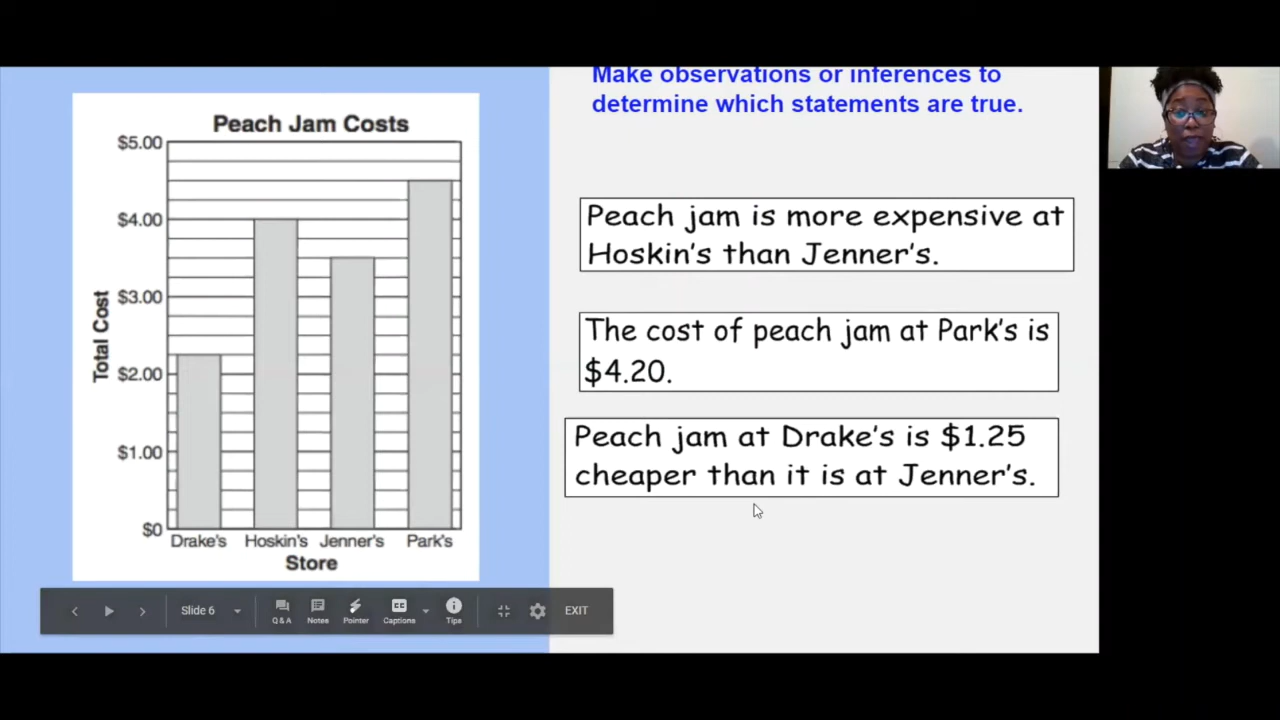 Make observations or inferences to
determine which statements are true.
Peach Jam Costs
$5.00
$4.00
$3.00
$2.00
$1.00
$0
Total Cost
Drake's Hoskin's Jenner's Park's
Store
Peach jam is more expensive at
Hoskin's than Jenner's.
The cost of peach jam at Park's is
$4.20.
Peach jam at Drake's is $1.25
cheaper than it is at Jenner's.
Slide 6
Q&A Notes Pointer Captions Tips
EXIT